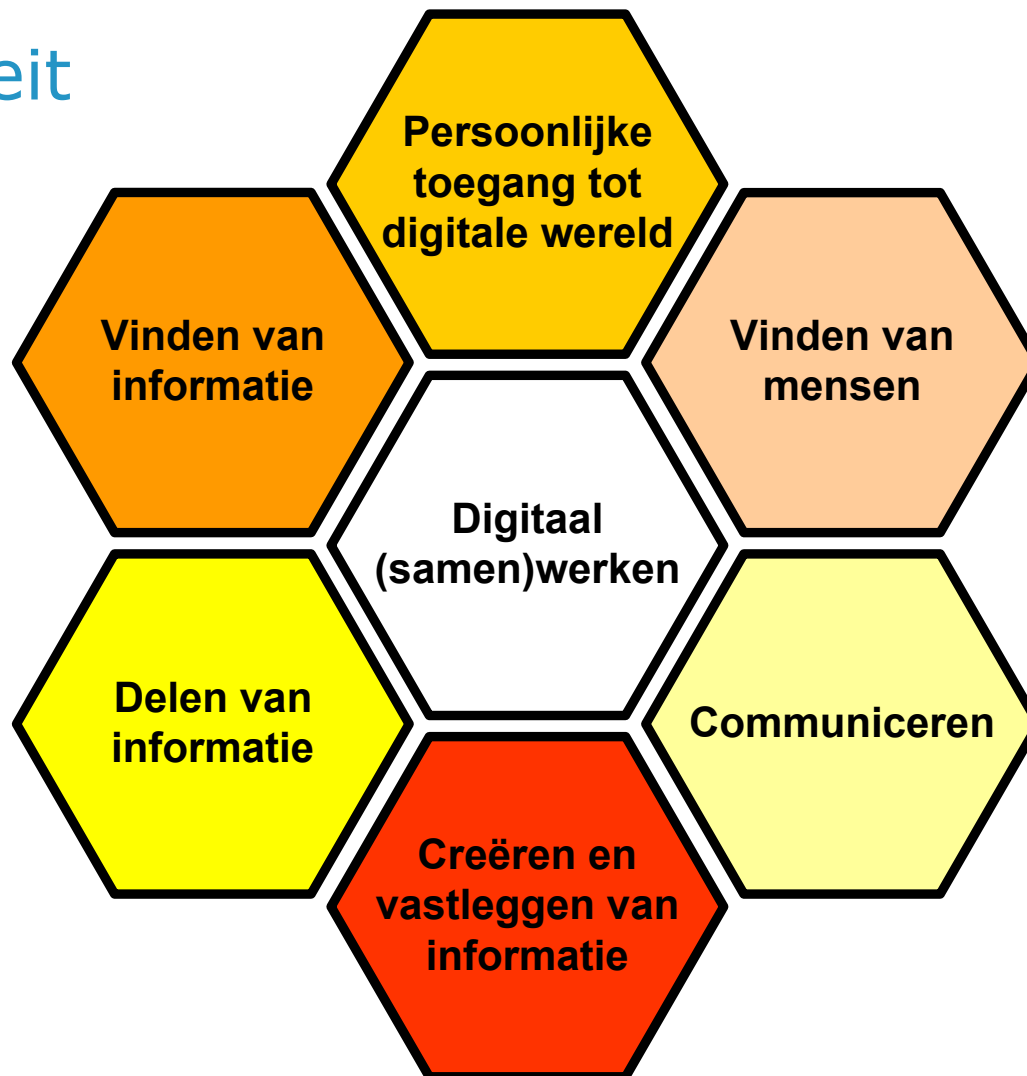 eit
Persoonlijke
toegang tot
digitale wereld
Vinden van
informatie
Vinden van
mensen
Digitaal
(samen)werken
Delen van
informatie
Communiceren
Creëren en
vastleggen van
informatie